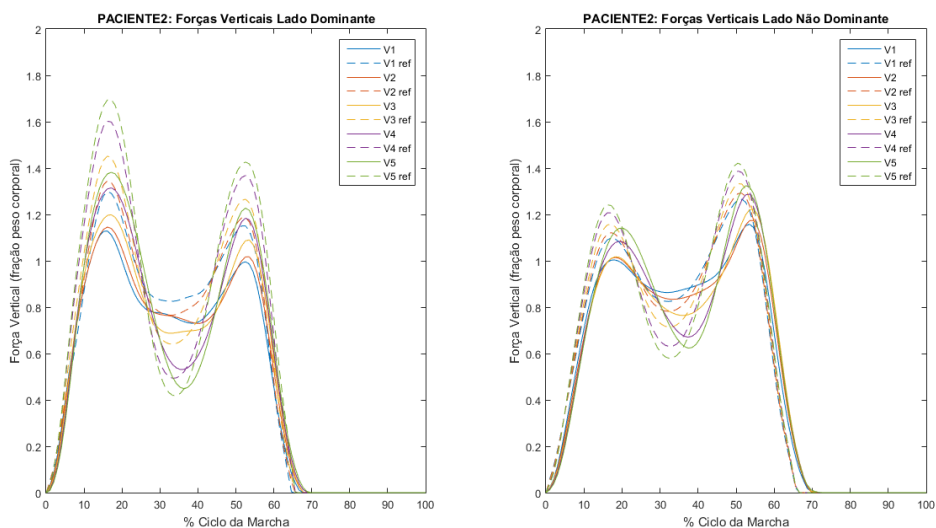 PACIENTE2: Forças Verticais Lado Dominante
Força Vertical (fração peso corporal)
2
1.8
1.6
1.4
1.2
1
0.8
0.6
0.4
0.2
0
0 10 20 30 40 50 60 70 80 90 100
% Ciclo da Marcha
V1
V1 ref
V2
V2 ref
V3
V3 ref
V4
V4 ref
V5
V5 ref
PACIENTE2: Forças Verticais Lado Não Dominante
Força Vertical (fração peso corporal)
2
1.8
1.6
1.4
1.2
1
0.8
0.6
0.4
0.2
0
0 10 20 30 40 50 60 70 80 90 100
% Ciclo da Marcha
V1
V1 ref
V2
V2 ref
V3
V3 ref
V4
V4 ref
V5
V5 ref